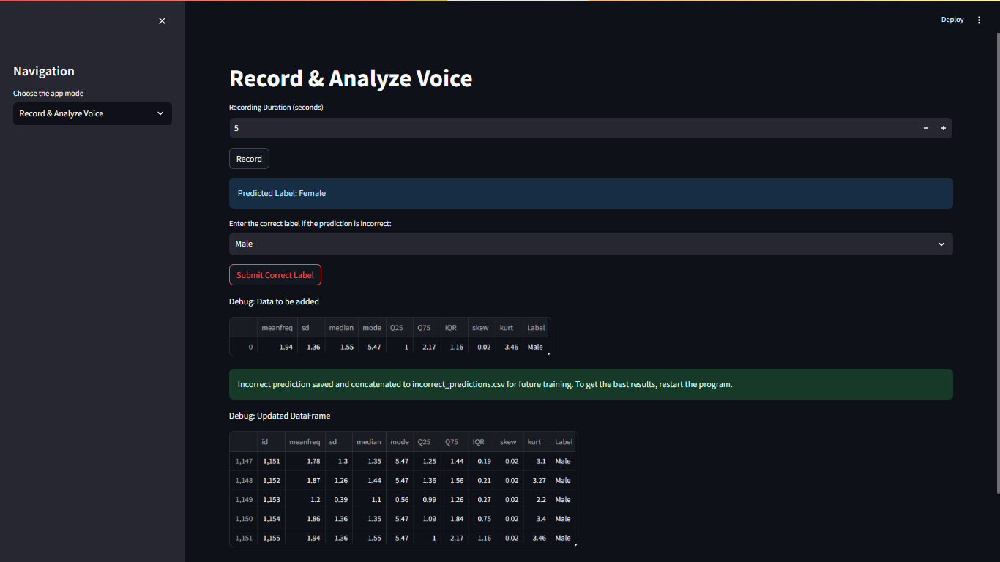 Deploy
Navigation
Choose the app mode
Record & Analyze Voice
Record & Analyze Voice
Recording Duration (seconds)
5
Record
Predicted Label: Female
Enter the correct label if the prediction is incorrect:
Male
Submit Correct Label
Debug: Data to be added
meanfreq sd median mode Q25 Q75 IQR skew kurt Label
0 1.94 1.36 1.55 5.47 1 2.17 1.16 0.02 3.46 Male
Incorrect prediction saved and concatenated to incorrect_predictions.csv for future training. To get the best results, restart the program.
Debug: Updated DataFrame
id meanfreq sd median mode Q25 Q75 IQR skew kurt Label
1,147 1,151 1.78 1.3 1.35 5.47 1.25 1.44 0.19 0.02 3.1 Male
1,148 1,152 1.87 1.26 1.44 5.47 1.36 1.56 0.21 0.02 3.27 Male
1,149 1,153 1.2 0.39 1.1 0.56 0.99 1.26 0.27 0.02 2.2 Male
1,150 1,154 1.86 1.36 1.35 5.47 1.09 1.84 0.75 0.02 3.4 Male
1,151 1,155 1.94 1.36 1.55 5.47 1 2.17 1.16 0.02 3.46 Male